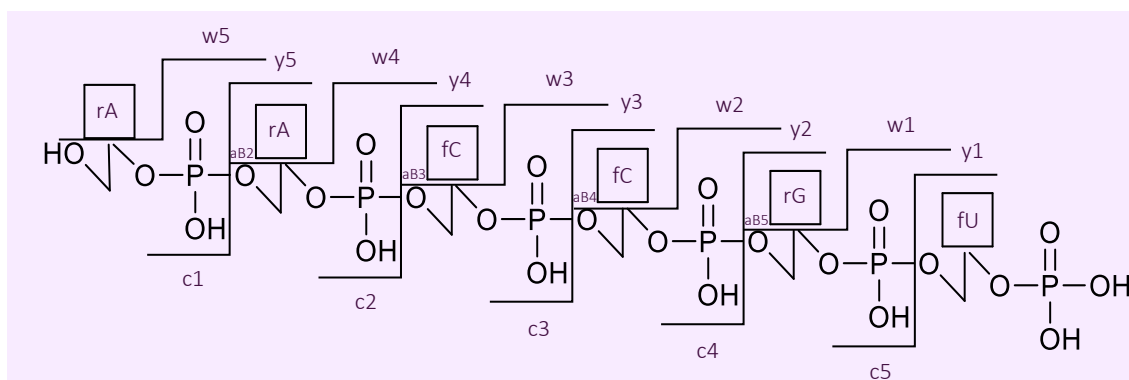 w5
y5
w4
y4
w3
y3
w2
y2
w1
y1
rA
rA
fC
fC
rG
fU
HO
O
P
O
OH
aB2
O
O
P
O
OH
aB3
O
O
P
O
OH
aB4
O
O
P
O
OH
aB5
O
O
P
O
OH
O
O
P
O
OH
OH
c1
c2
c3
c4
c5